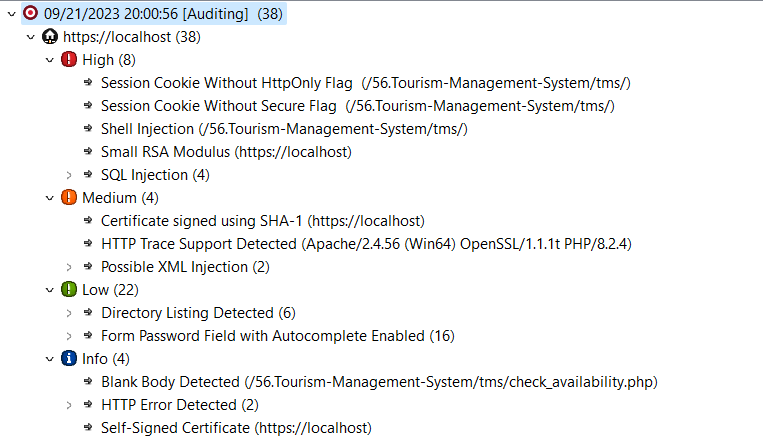 09/21/2023 20:00:56 [Auditing] (38)
https://localhost (38)
High (8)
Session Cookie Without HttpOnly Flag (/56.Tourism-Management-System/tms/)
Session Cookie Without Secure Flag (/56.Tourism-Management-System/tms/)
Shell Injection (/56.Tourism-Management-System/tms/)
Small RSA Modulus (https://localhost)
SQL Injection (4)
Medium (4)
Certificate signed using SHA-1 (https://localhost)
HTTP Trace Support Detected (Apache/2.4.56 (Win64) OpenSSL/1.1.1t PHP/8.2.4)
Possible XML Injection (2)
Low (22)
Directory Listing Detected (6)
Form Password Field with Autocomplete Enabled (16)
Info (4)
Blank Body Detected (/56.Tourism-Management-System/tms/check_availability.php)
HTTP Error Detected (2)
Self-Signed Certificate (https://localhost)